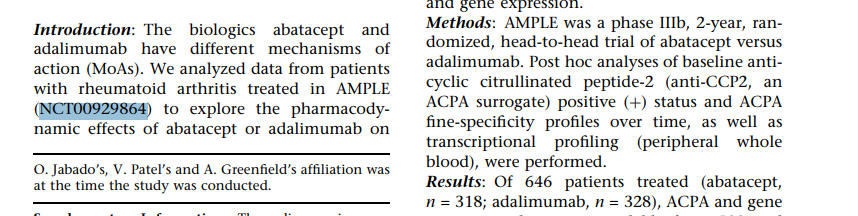 Introduction: The biologics abatacept and
adalimumab have different mechanisms of
action (MoAs). We analyzed data from patients
with rheumatoid arthritis treated in AMPLE
(NCT00929864) to explore the pharmacody-
namic effects of abatacept or adalimumab on
O. Jabado's, V. Patel's and A. Greenfield's affiliation was
at the time the study was conducted.
and gene expression.
Methods: AMPLE was a phase IIIb, 2-year, ran-
domized, head-to-head trial of abatacept versus
adalimumab. Post hoc analyses of baseline anti-
cyclic citrullinated peptide-2 (anti-CCP2, an
ACPA surrogate) positive (+) status and ACPA
fine-specificity profiles over time, as well as
transcriptional profiling (peripheral whole
blood), were performed.
Results: Of 646 patients treated (abatacept,
n = 318; adalimumab, n = 328), ACPA and gene